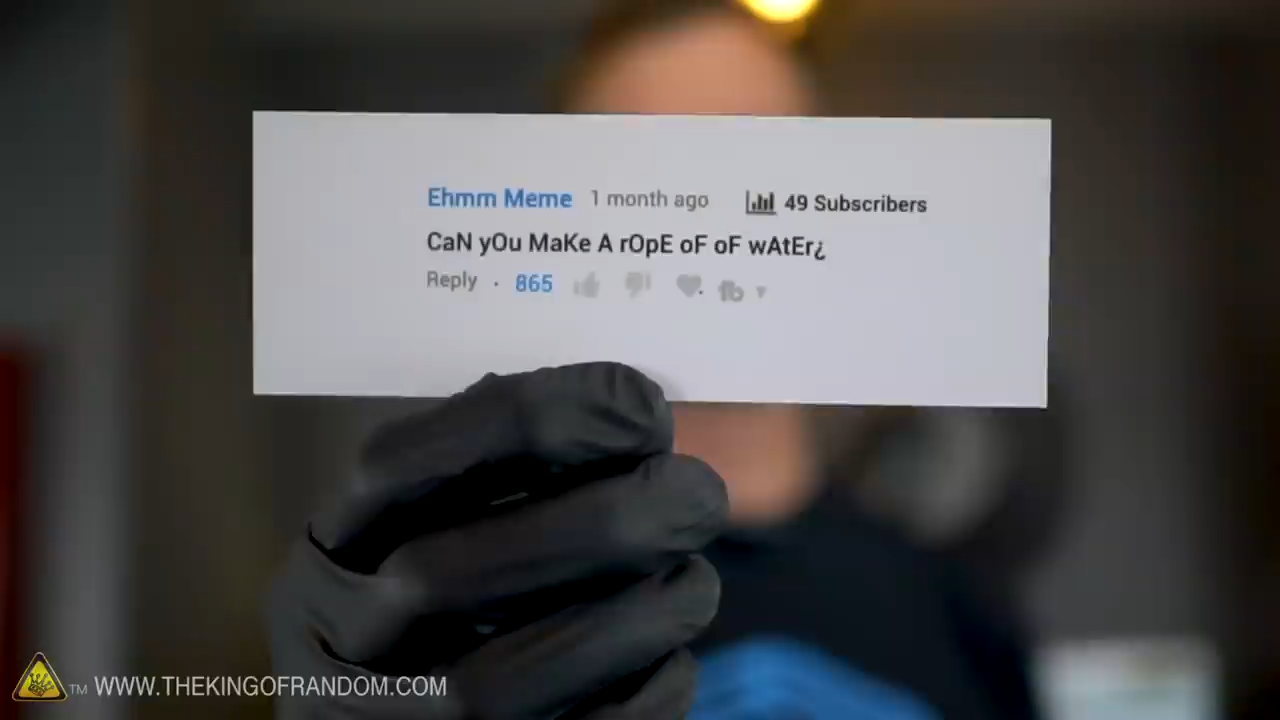 Ehmm Meme 1 month ago 49 Subscribers
CaN yOu MaKe A rOpE oF oF wAtEr¿
Reply · 865
TM WWW.THEKINGOFRANDOM.COM